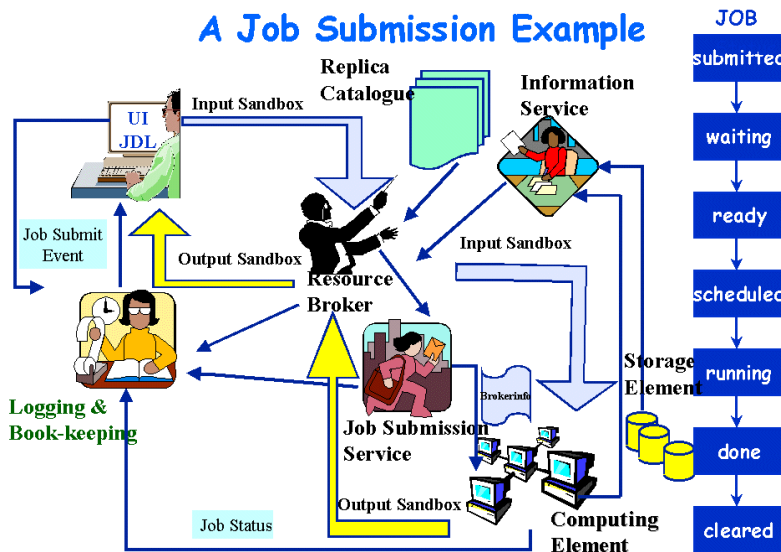 A Job Submission Example
JOB
submitted
waiting
ready
scheduled
running
done
cleared
Replica
Catalogue
Information
Service
Input Sandbox
UI
JDL
Job Submit
Event
Output Sandbox
Input Sandbox
Resource
Broker
Storage
Element
Brokerinfo
Logging &
Book-keeping
Job Submission
Service
Output Sandbox
Computing
Element
Job Status